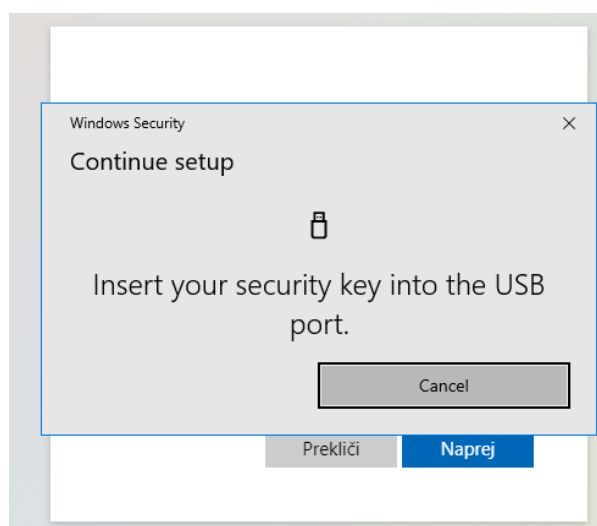 Windows Security
Continue setup
Insert your security key into the USB
port.
Cancel
Prekliči
Naprej